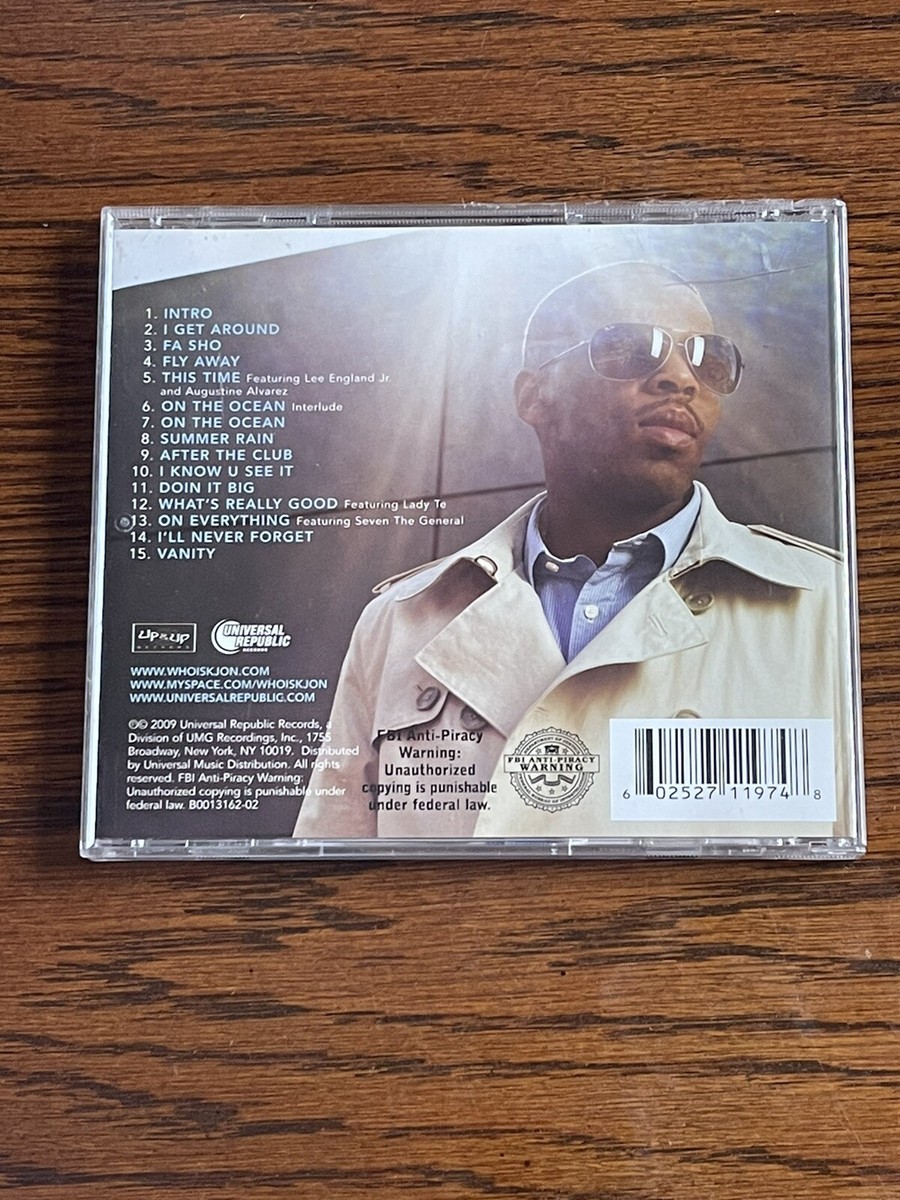 1. INTRO
2. I GET AROUND
3. FA SHO
4. FLY AWAY
5. THIS TIME Featuring Lee England Jr.
and Augustine Alvarez
6. ON THE OCEAN Interlude
7. ON THE OCEAN
8. SUMMER RAIN
9. AFTER THE CLUB
10. I KNOW U SEE IT
11. DOIN IT BIG
12. WHAT'S REALLY GOOD Featuring Lady Te
13. ON EVERYTHING Featuring Seven The General
14. I'LL NEVER FORGET
15. VANITY
UP & UP
RECORDS
UNIVERSAL
REPUBLIC
RECORDS
WWW.WHOISKJON.COM
WWW.MYSPACE.COM/WHOISKJON
WWW.UNIVERSALREPUBLIC.COM
℗© 2009 Universal Republic Records, a
Division of UMG Recordings, Inc., 1755
Broadway, New York, NY 10019. Distributed
by Universal Music Distribution. All rights
reserved. FBI Anti-Piracy Warning:
Unauthorized copying is punishable under
federal law. B0013162-02
FBI Anti-Piracy
Warning:
Unauthorized
copying is punishable
under federal law.
FBI ANTI-PIRACY
WARNING
6 02527 11974 8